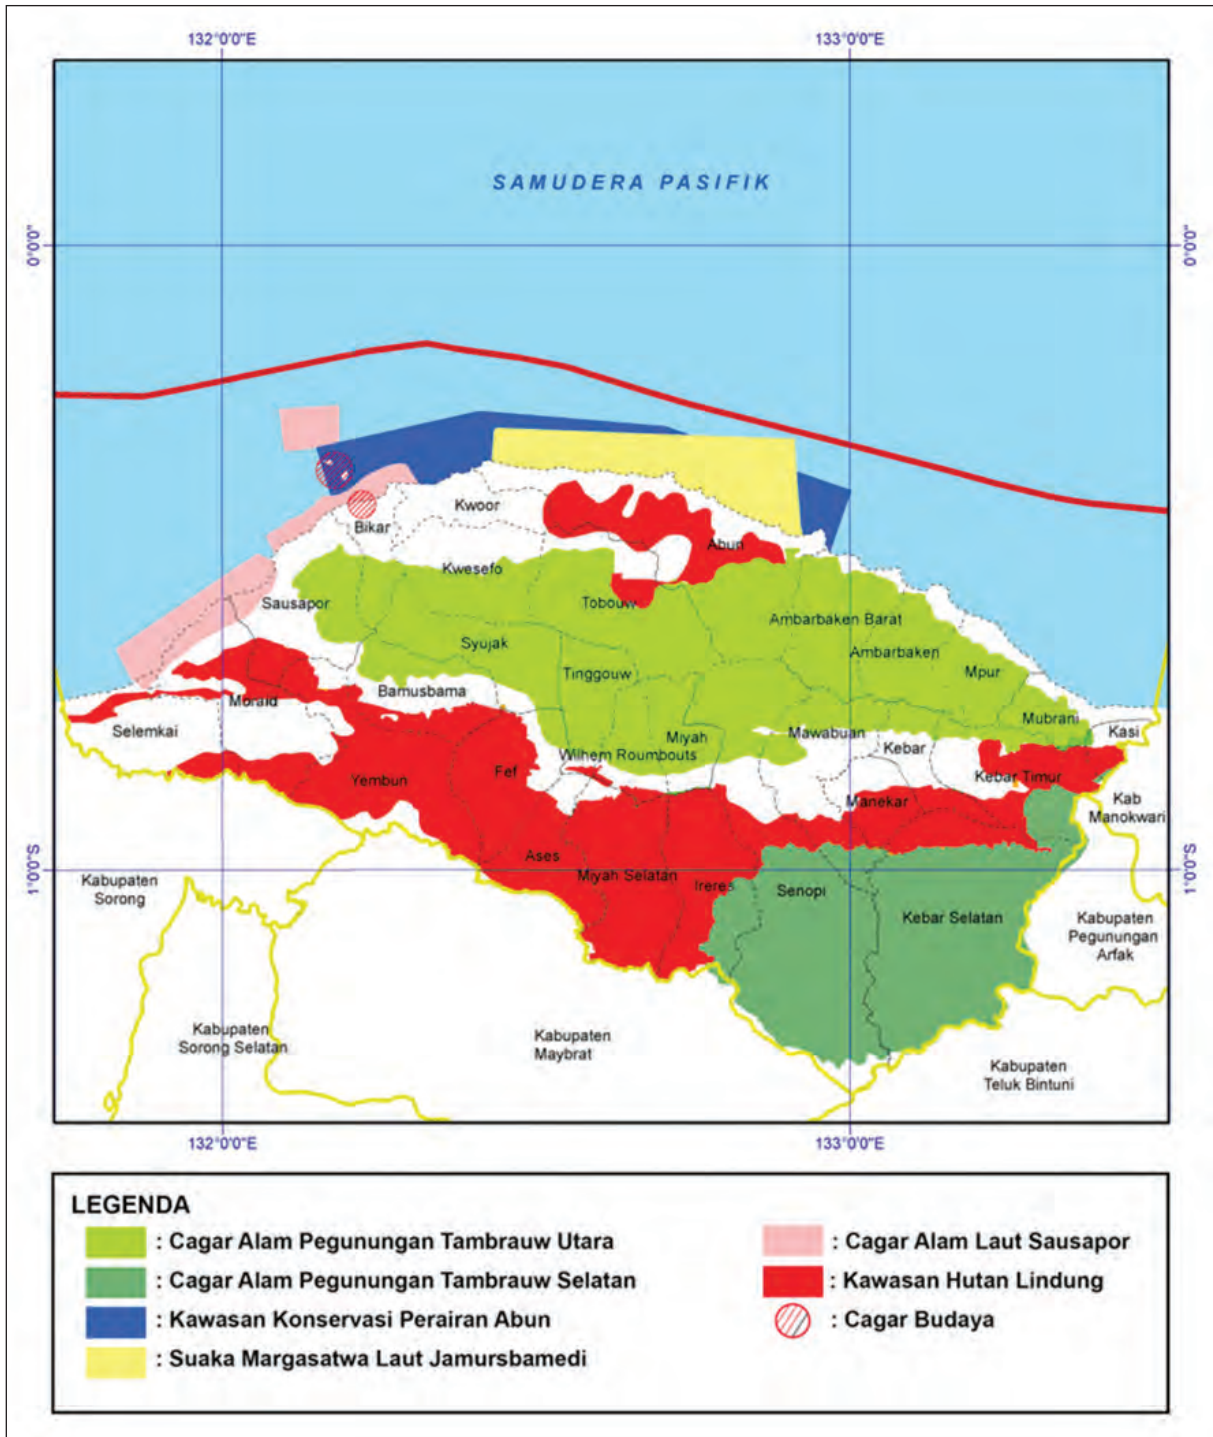 132°0'0"E
133°0'0"E
SAMUDERA PASIFIK
0°0'0"
0°0'0"
Kwoor
Bikar
Abun
Kwesefo
Sausapor
Tobouw
Ambarbaken Barat
Syujak
Ambarbaken
Tinggouw
Mpur
Bamusbama
Moraid
Mubrani
Selemkai
Miyah
Mawabuan
Kasi
Kebar
Wilhem Roumbouts
Fef
Yembun
Kebar Timur
Manekar
Kab
Manokwari
Ases
Miyah Selatan
Ireres
Senopi
1°0'0"S
1°0'0"S
Kabupaten
Sorong
Kebar Selatan
Kabupaten
Pegunungan
Arfak
Kabupaten
Sorong Selatan
Kabupaten
Maybrat
Kabupaten
Teluk Bintuni
132°0'0"E
133°0'0"E
LEGENDA
: Cagar Alam Pegunungan Tambrauw Utara
: Cagar Alam Pegunungan Tambrauw Selatan
: Kawasan Konservasi Perairan Abun
: Suaka Margasatwa Laut Jamursbamedi
: Cagar Alam Laut Sausapor
: Kawasan Hutan Lindung
: Cagar Budaya